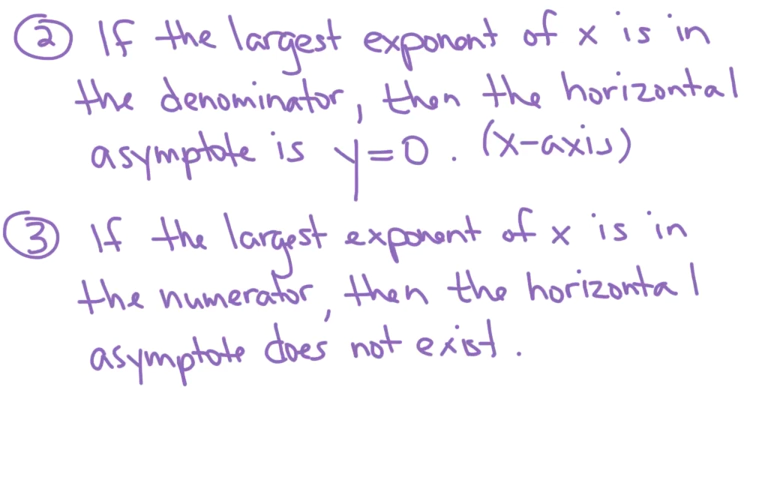 ② If the largest exponent of x is in
the denominator, then the horizontal
asymptote is y=0. (x-axis)
③ If the largest exponent of x is in
the numerator, then the horizontal
asymptote does not exist.